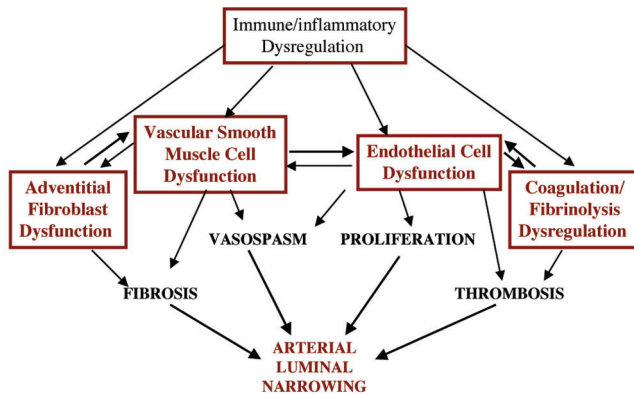 Immune/inflammatory
Dysregulation
Vascular Smooth
Muscle Cell
Dysfunction
Endothelial Cell
Dysfunction
Adventitial
Fibroblast
Dysfunction
Coagulation/
Fibrinolysis
Dysregulation
VASOSPASM
PROLIFERATION
FIBROSIS
THROMBOSIS
ARTERIAL
LUMINAL
NARROWING